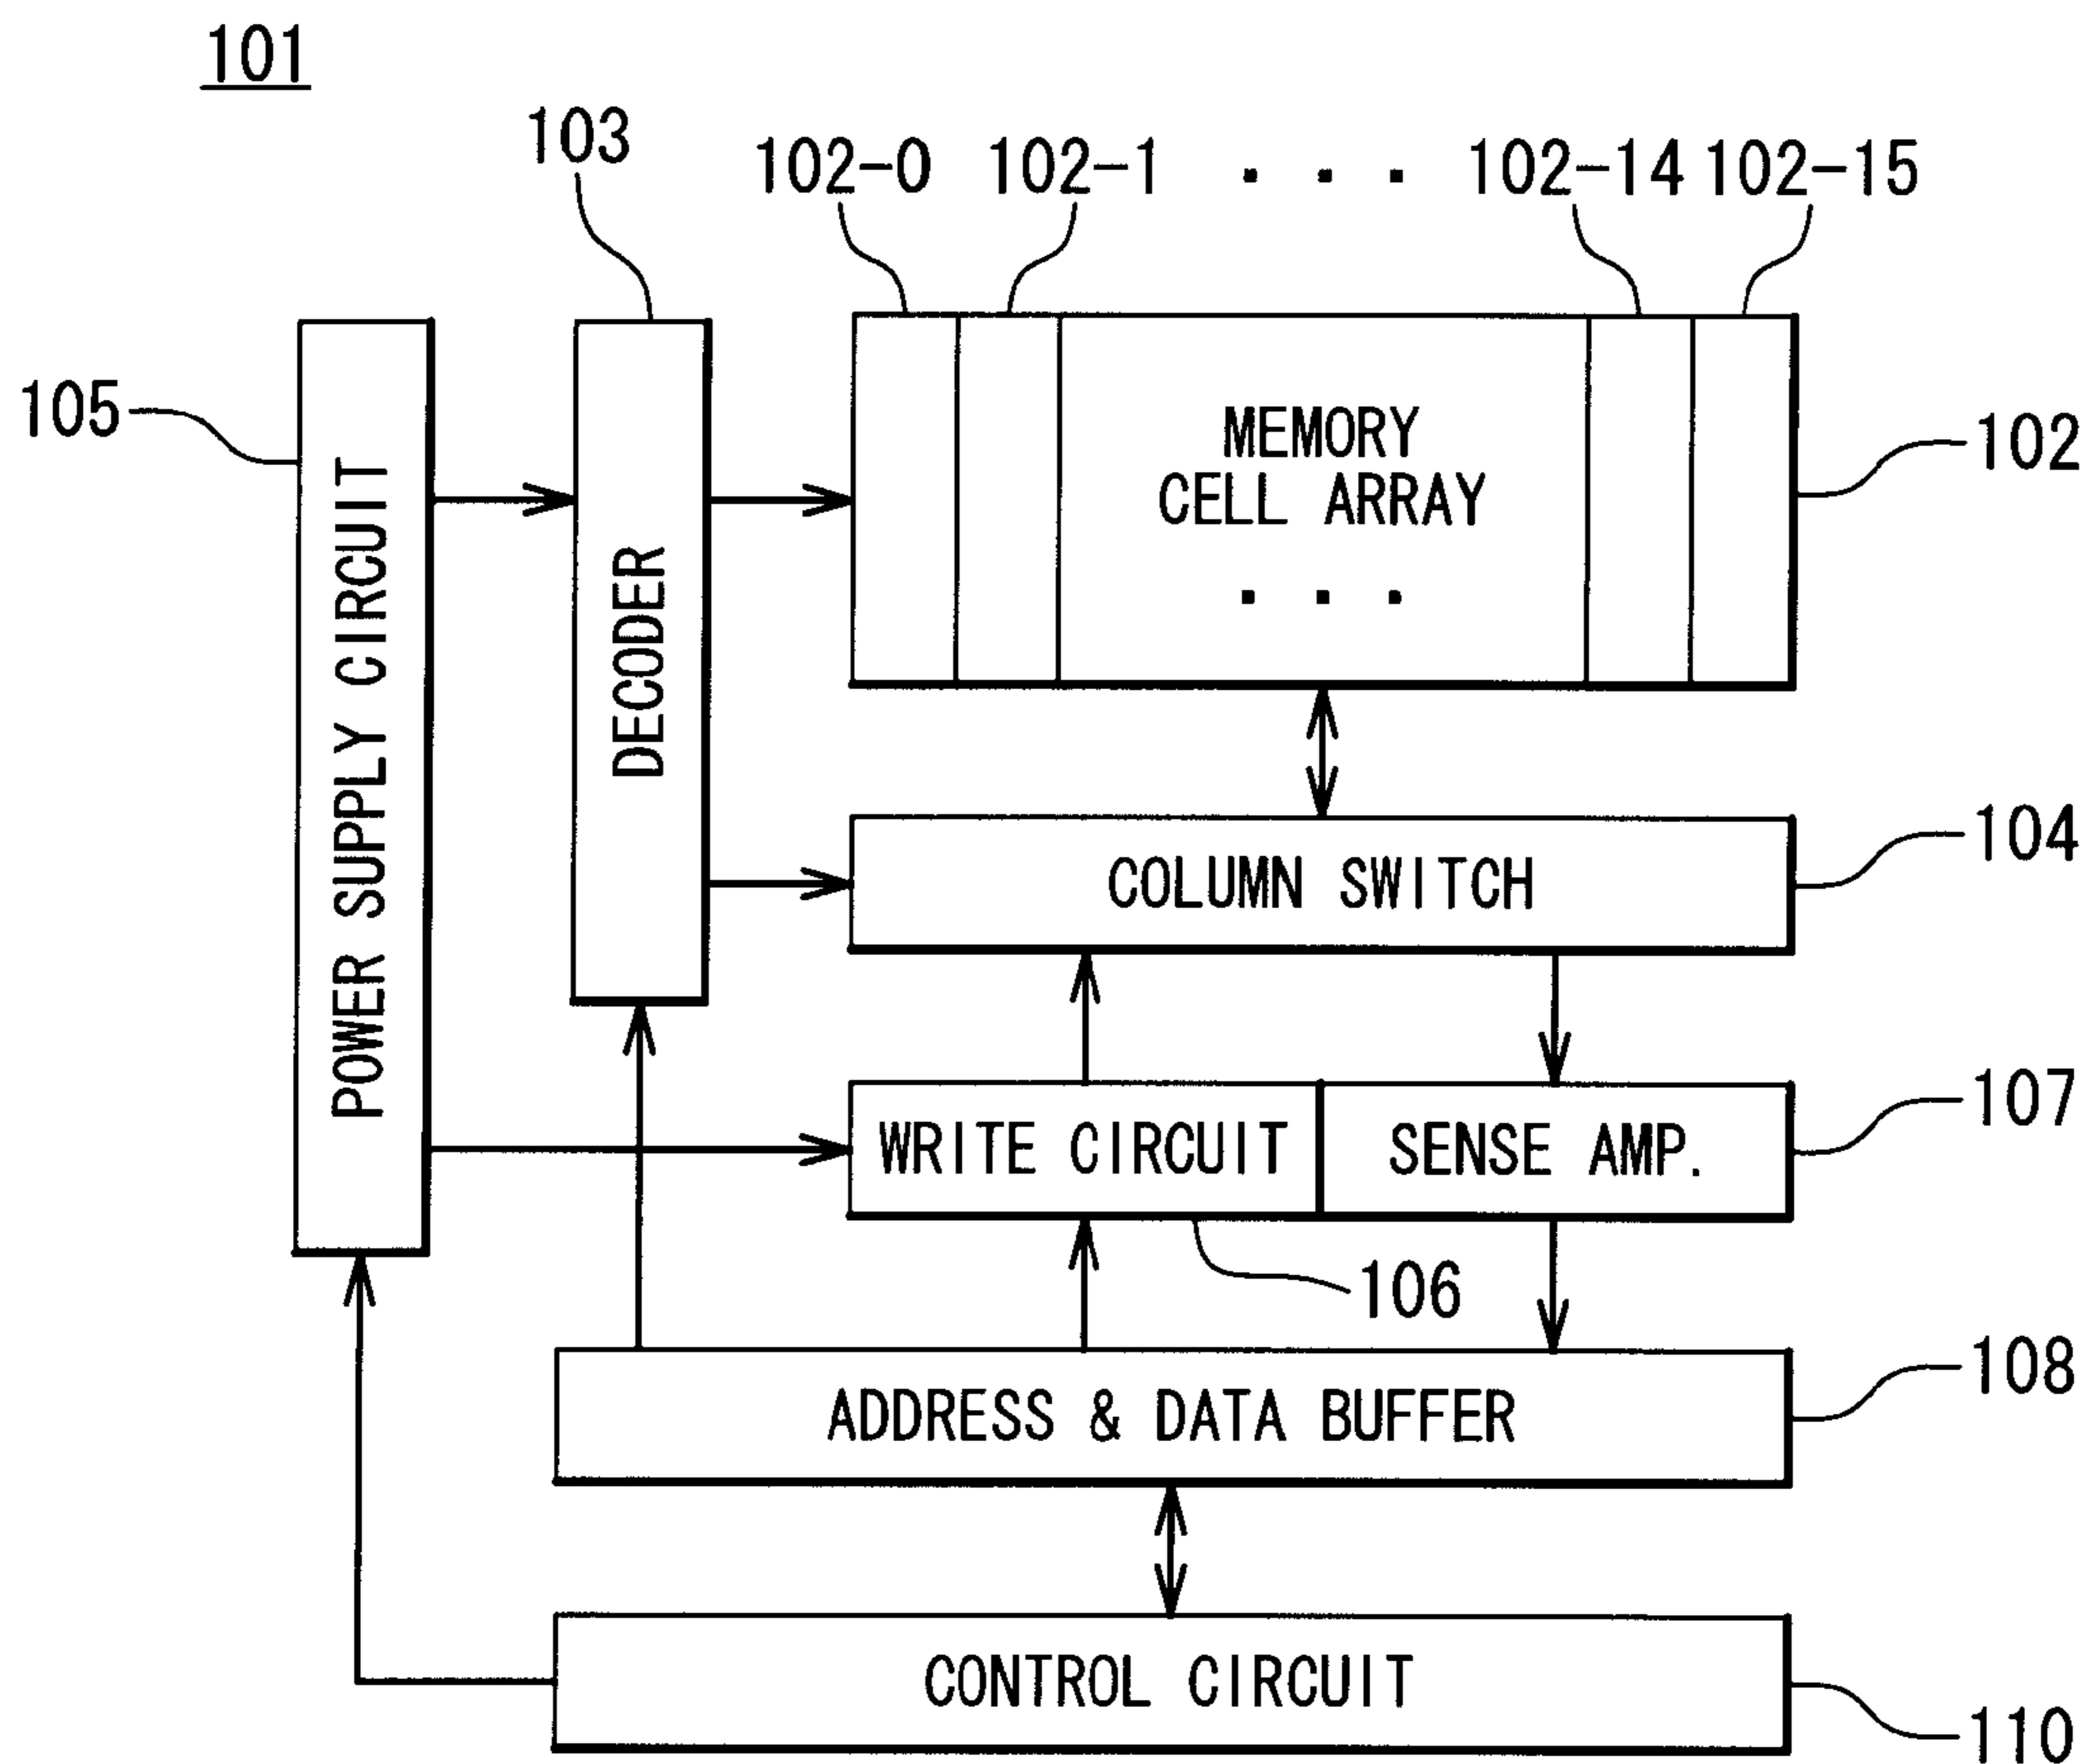 101
103
102-0 102-1 . . . 102-14 102-15
105
POWER SUPPLY CIRCUIT
DECODER
MEMORY
CELL ARRAY
. . .
102
COLUMN SWITCH
104
WRITE CIRCUIT
SENSE AMP.
107
106
ADDRESS & DATA BUFFER
108
CONTROL CIRCUIT
110